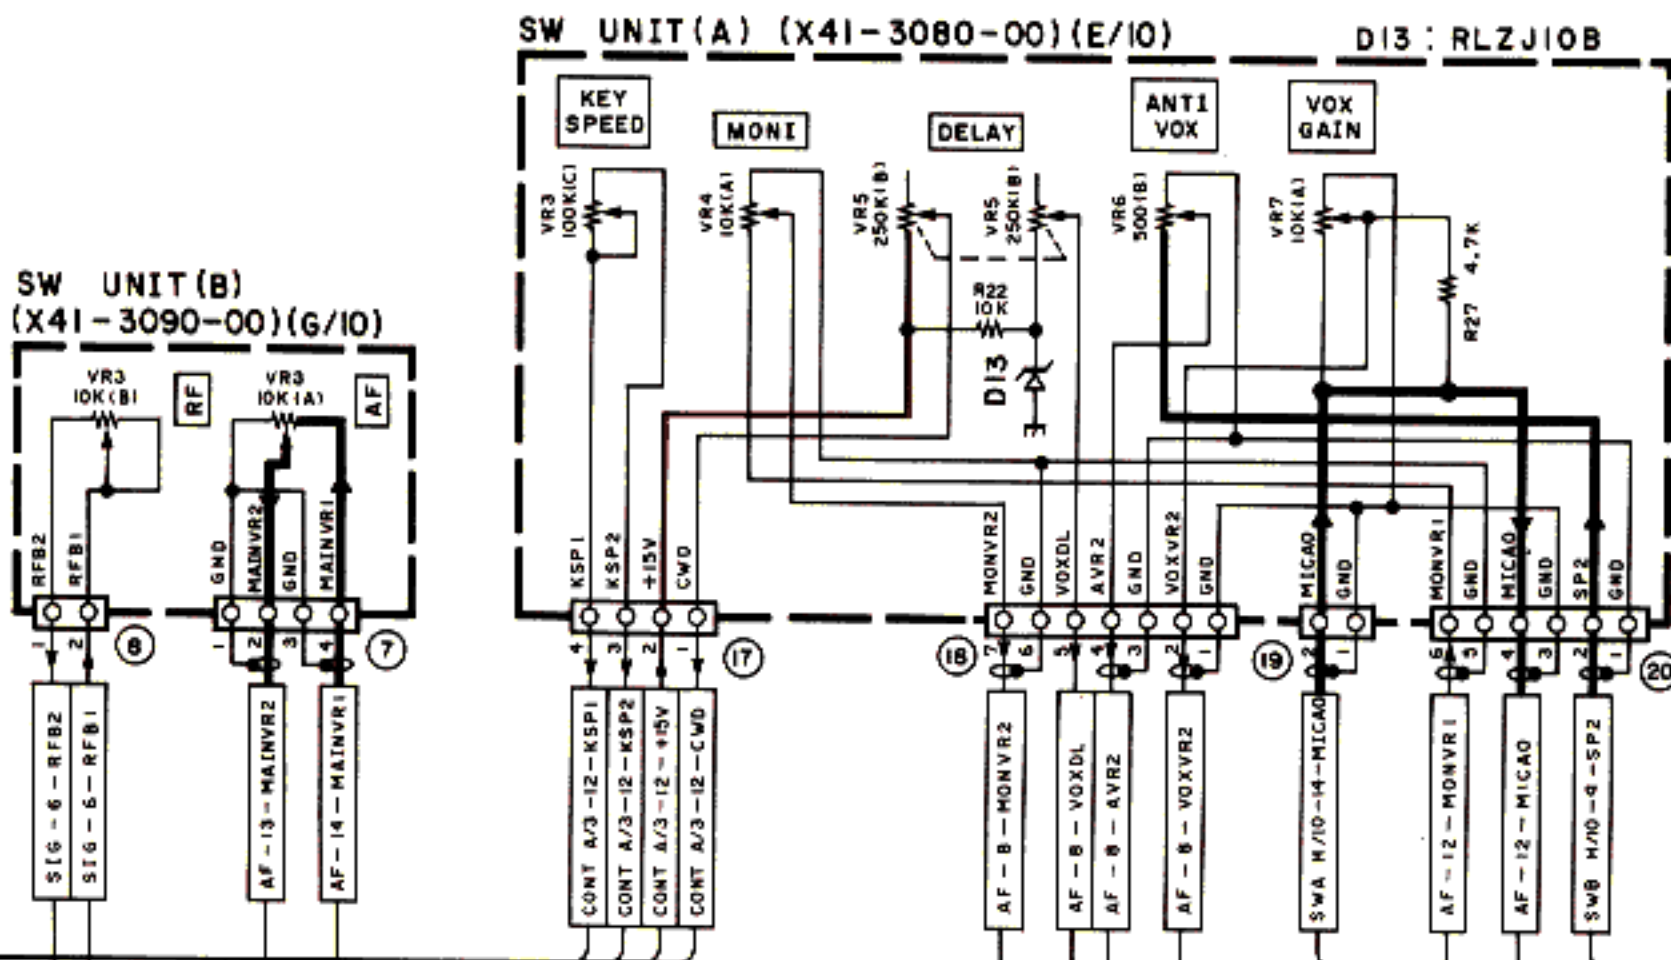 SW UNIT(A) (X41-3080-00)(E/10)
D13 : RLZJ10B
KEY
SPEED
MONI
DELAY
ANTI
VOX
VOX
GAIN
VR3
100K(C)
VR4
10K(A)
VR5
250K(B)
VR5
250K(B)
VR6
500(B)
VR7
10K(A)
R22
10K
D13
R27 4.7K
SW UNIT(B)
(X41-3090-00)(G/10)
VR3
10K(B)
RF
VR3
10K(A)
AF
RFB2
RFB1
GND
MAINVR2
GND
MAINVR1
KSP1
KSP2
+15V
CWD
MONVR2
GND
VOXDL
AVR2
GND
VOXVR2
GND
MICAO
GND
MONVR1
GND
MICAO
GND
SP2
GND
1
2
8
1
2
3
4
7
4
3
2
1
17
18
7
6
5
4
3
2
1
19
2
1
6
5
4
3
2
1
20
SIG-6-RFB2
SIG-6-RFB1
AF-13-MAINVR2
AF-14-MAINVR1
CONT A/3-12-KSP1
CONT A/3-12-KSP2
CONT A/3-12-+15V
CONT A/3-12-CWD
AF-8-MONVR2
AF-8-VOXDL
AF-8-AVR2
AF-8-VOXVR2
SWA H/10-14-MICAO
AF-12-MONVR1
AF-12-MICAO
SWB H/10-4-SP2